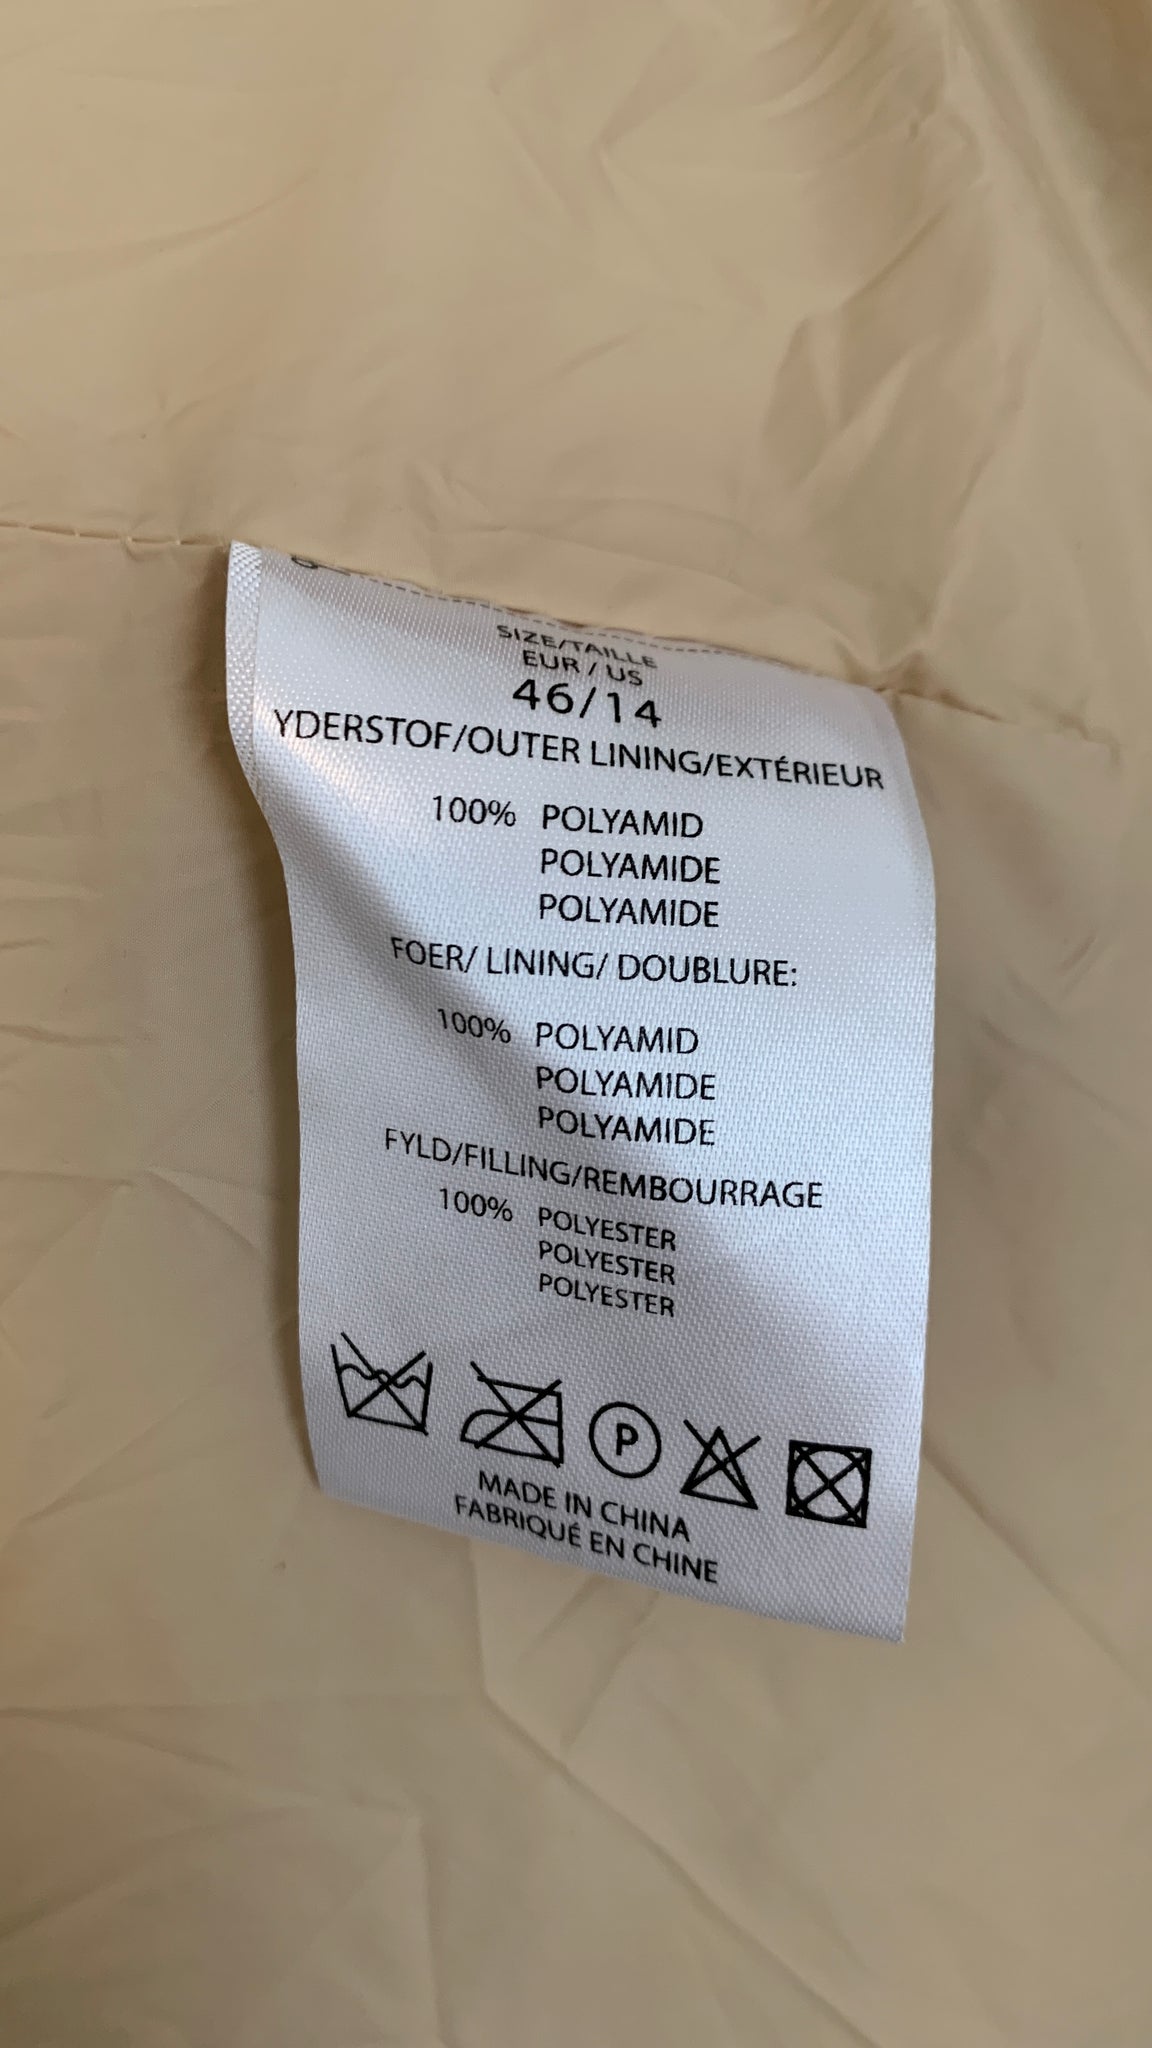 SIZE/TAILLE
EUR / US
46/14
YDERSTOF/OUTER LINING/EXTÉRIEUR
100% POLYAMID
POLYAMIDE
POLYAMIDE
FOER/ LINING/ DOUBLURE:
100% POLYAMID
POLYAMIDE
POLYAMIDE
FYLD/FILLING/REMBOURRAGE
100% POLYESTER
POLYESTER
POLYESTER
P
MADE IN CHINA
FABRIQUÉ EN CHINE